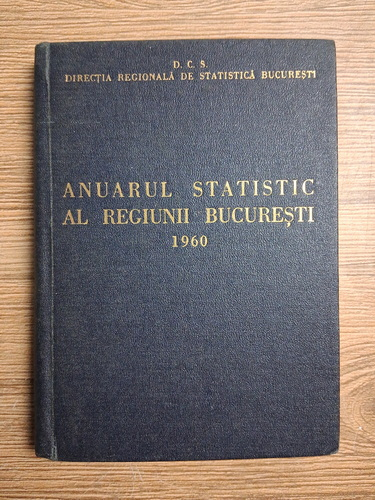 D. C. S.
DIRECȚIA REGIONALĂ DE STATISTICĂ BUCUREȘTI
ANUARUL STATISTIC
AL REGIUNII BUCUREȘTI
1960